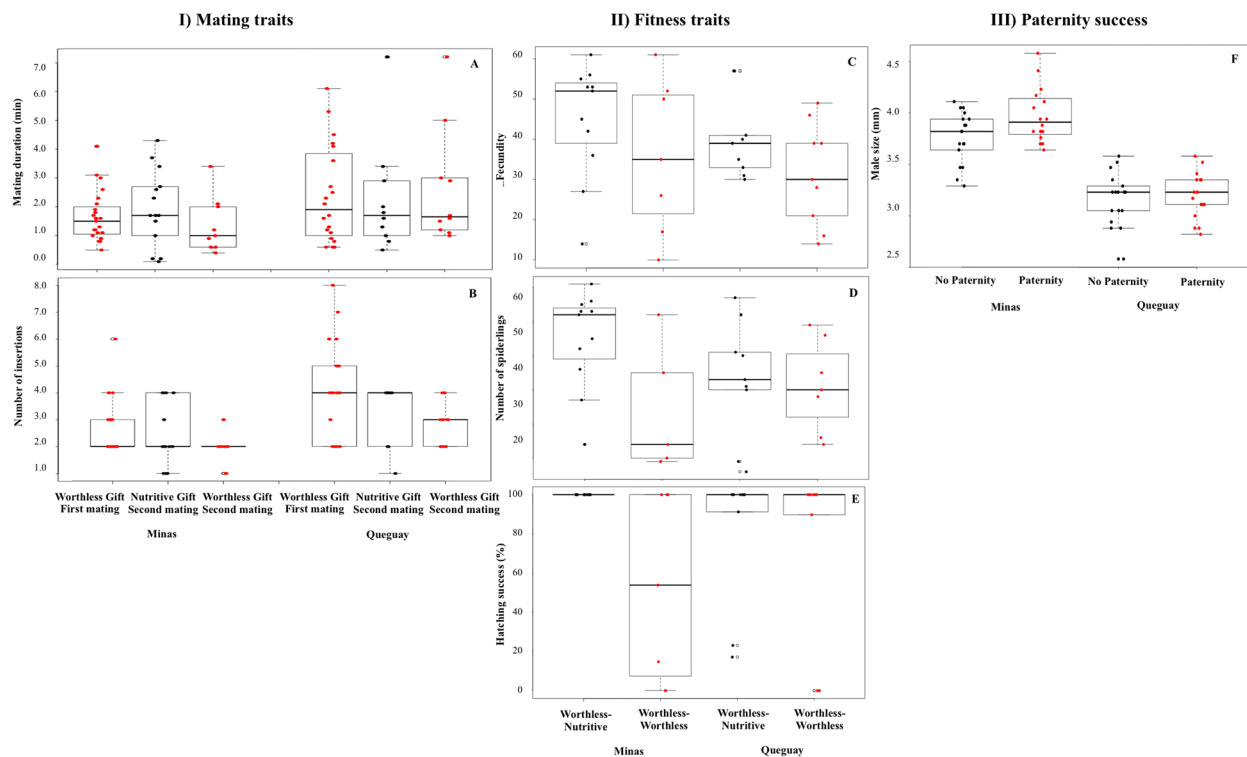 I) Mating traits
II) Fitness traits
III) Paternity success
A
Mating duration (min)
7.0
6.0
5.0
4.0
3.0
2.0
1.0
0.0
B
Number of insertions
8.0
7.0
6.0
5.0
4.0
3.0
2.0
1.0
Worthless Gift
First mating
Nutritive Gift
Second mating
Worthless Gift
Second mating
Worthless Gift
First mating
Nutritive Gift
Second mating
Worthless Gift
Second mating
Minas
Queguay
C
Fecundity
60
50
40
30
20
10
D
Number of spiderlings
60
50
40
30
20
E
Hatching success (%)
100
80
60
40
20
0
Worthless-
Nutritive
Worthless-
Worthless
Worthless-
Nutritive
Worthless-
Worthless
Minas
Queguay
F
Male size (mm)
4.5
4.0
3.5
3.0
2.5
No Paternity
Paternity
No Paternity
Paternity
Minas
Queguay